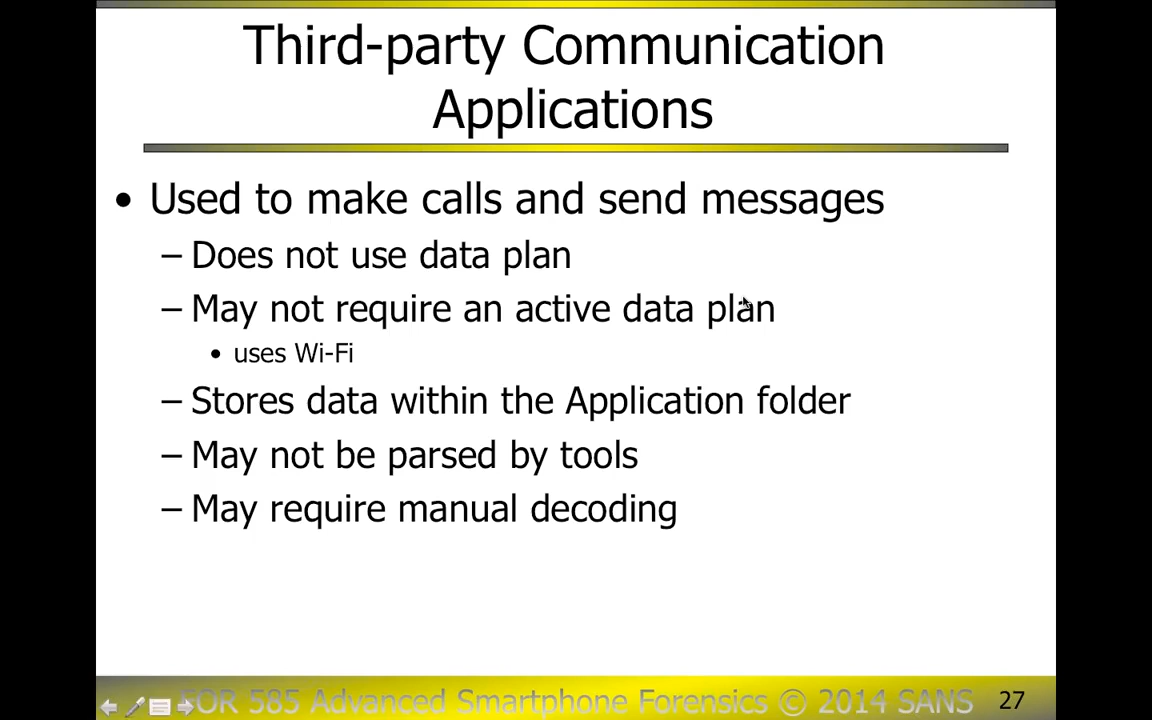 Third-party Communication
Applications
• Used to make calls and send messages
– Does not use data plan
– May not require an active data plan
• uses Wi-Fi
– Stores data within the Application folder
– May not be parsed by tools
– May require manual decoding
FOR 585 Advanced Smartphone Forensics © 2014 SANS 27